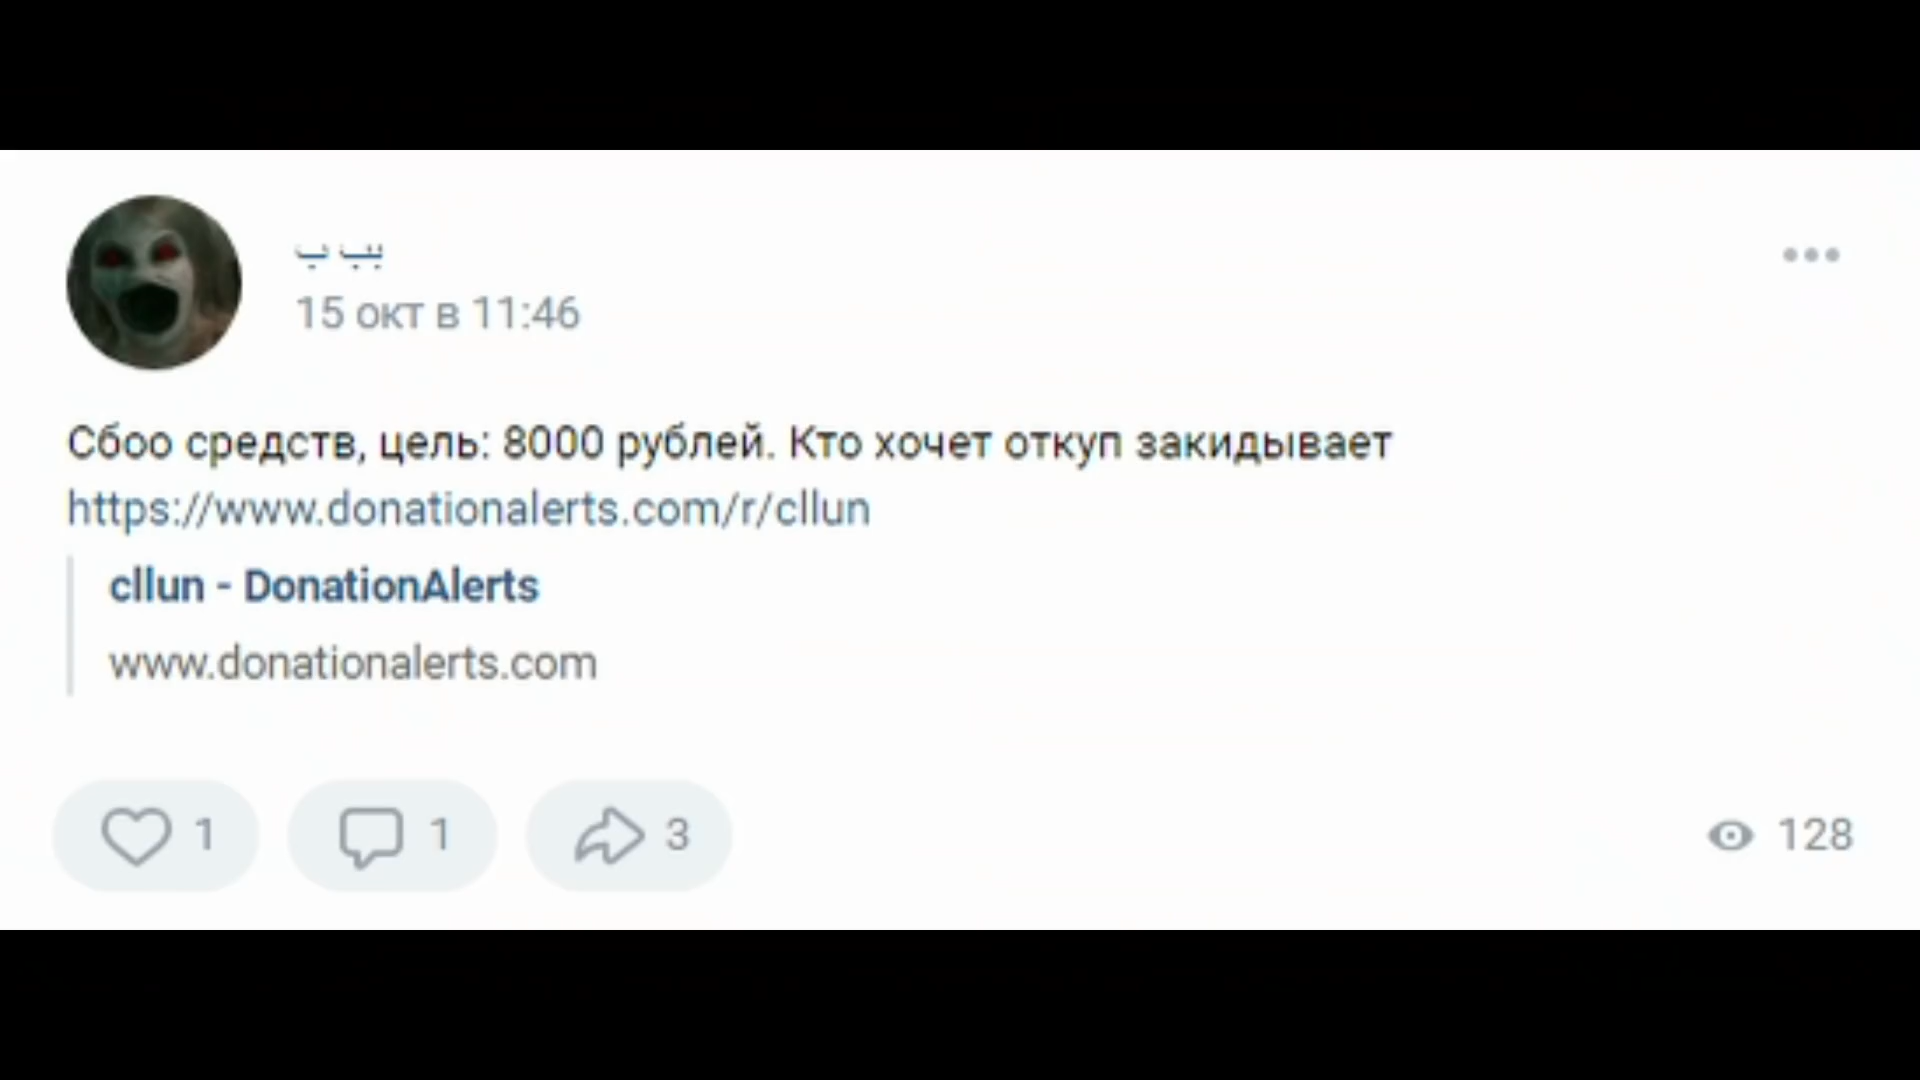 ببب ب
15 окт в 11:46
Сбоо средств, цель: 8000 рублей. Кто хочет откуп закидывает
https://www.donationalerts.com/r/cllun
cllun - DonationAlerts
www.donationalerts.com
1 1 3 128